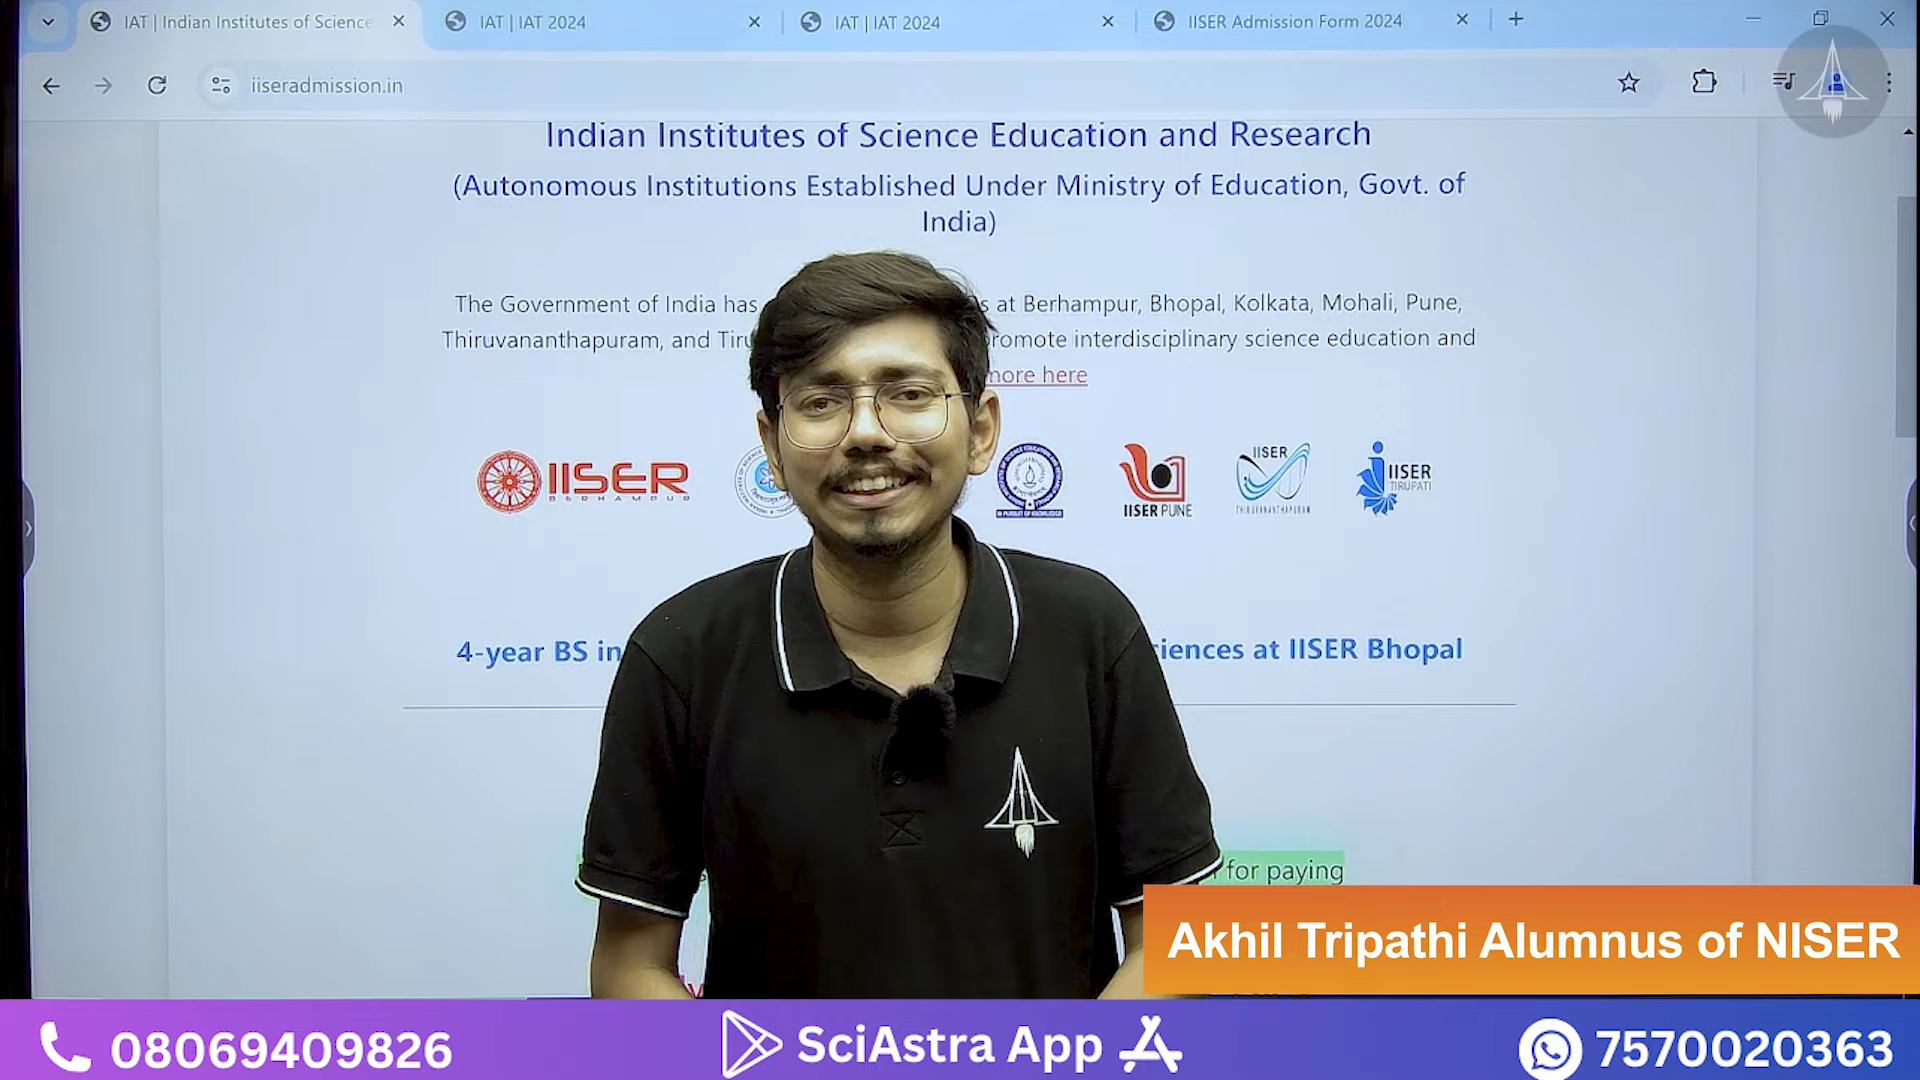 IAT | Indian Institutes of Science
IAT | IAT 2024
IAT | IAT 2024
IISER Admission Form 2024
iiseradmission.in
Indian Institutes of Science Education and Research
(Autonomous Institutions Established Under Ministry of Education, Govt. of
India)
The Government of India has at Berhampur, Bhopal, Kolkata, Mohali, Pune,
Thiruvananthapuram, and promote interdisciplinary science education and
more here
IISER
BERHAMPUR
IISER PUNE
IISER
THIRUVANANTHAPURAM
IISER
TIRUPATI
4-year BS in Sciences at IISER Bhopal
for paying
Akhil Tripathi Alumnus of NISER
08069409826
SciAstra App
7570020363